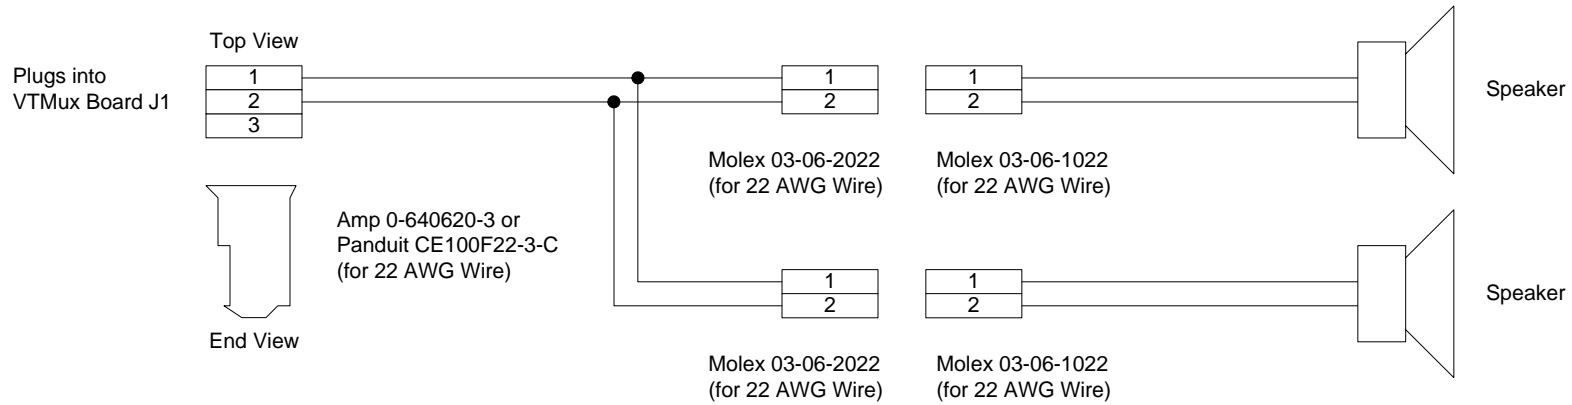 Top View
Plugs into
VTMux Board J1
1
2
3
1
2
1
2
Speaker
Molex 03-06-2022
(for 22 AWG Wire)
Molex 03-06-1022
(for 22 AWG Wire)
Amp 0-640620-3 or
Panduit CE100F22-3-C
(for 22 AWG Wire)
End View
1
2
1
2
Speaker
Molex 03-06-2022
(for 22 AWG Wire)
Molex 03-06-1022
(for 22 AWG Wire)